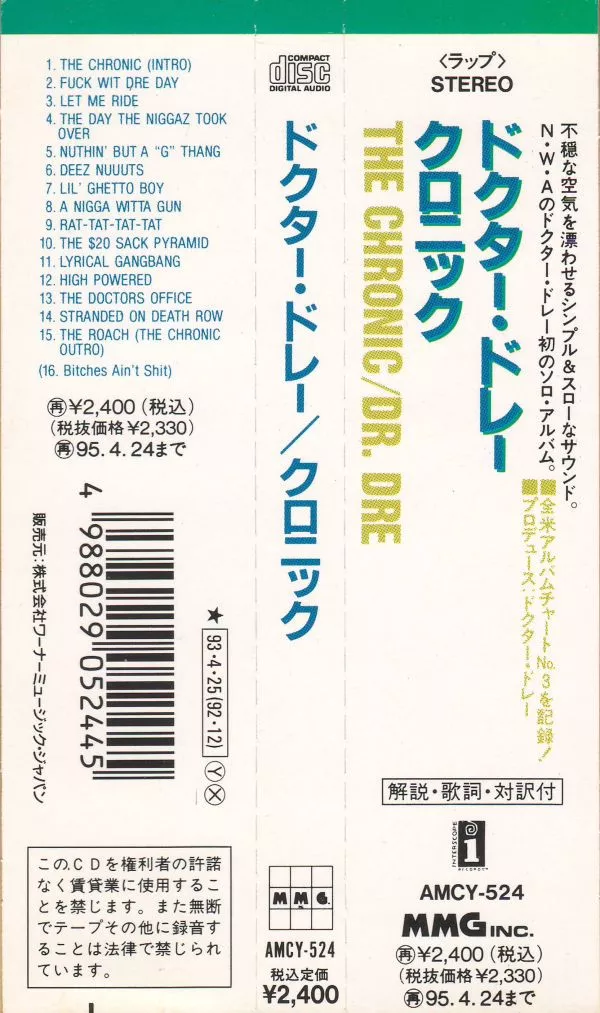 1. THE CHRONIC (INTRO)
2. FUCK WIT DRE DAY
3. LET ME RIDE
4. THE DAY THE NIGGAZ TOOK
OVER
5. NUTHIN' BUT A “G” THANG
6. DEEZ NUUUTS
7. LIL' GHETTO BOY
8. A NIGGA WITTA GUN
9. RAT-TAT-TAT-TAT
10. THE $20 SACK PYRAMID
11. LYRICAL GANGBANG
12. HIGH POWERED
13. THE DOCTORS OFFICE
14. STRANDED ON DEATH ROW
15. THE ROACH (THE CHRONIC
OUTRO)
(16. Bitches Ain't Shit)
再¥2,400(税込)
(税抜価格¥2,330)
再95.4.24まで
4 988029 052445
★93・4・25(92・12)Ⓨⓧ
販売元:株式会社ワーナーミュージック・ジャパン
このCDを権利者の許諾
なく賃貸業に使用するこ
とを禁じます。また無断
でテープその他に録音す
ることは法律で禁じられ
ています。
COMPACT
disc
DIGITAL AUDIO
ドクター・ドレー/クロニック
M M G.
AMCY-524
税込定価
¥2,400
〈ラップ〉
STEREO
不穏な空気を漂わせるシンプル&スローなサウンド。
N・W・Aのドクター・ドレー初のソロ・アルバム。
■全米アルバムチャートNo.3を記録!
■プロデュース:ドクター・ドレー
ドクター・ドレー
クロニック
THE CHRONIC/DR. DRE
解説・歌詞・対訳付
INTERSCOPE
i
RECORDS
AMCY-524
MMG INC.
再¥2,400(税込)
(税抜価格¥2,330)
再95.4.24まで